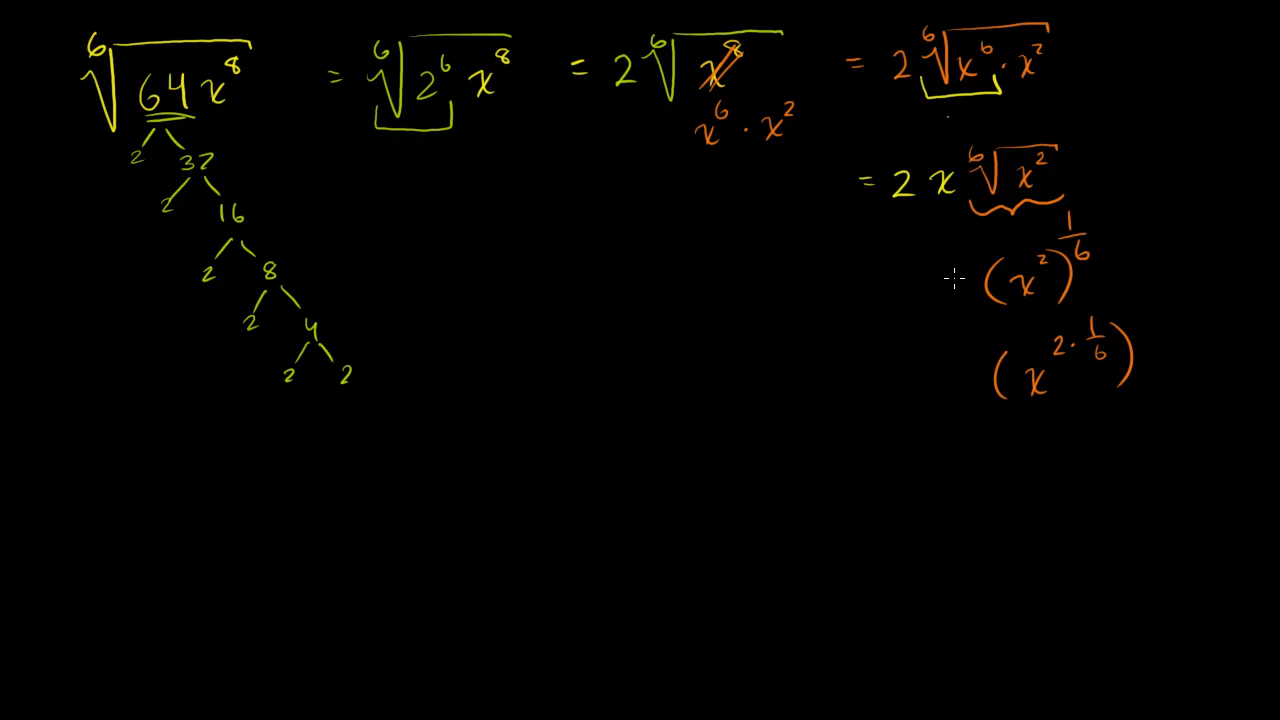 ⁶√(64x⁸) = ⁶√(2⁶ x⁸) = 2 ⁶√(x⁸) = 2 ⁶√(x⁶ · x²)
x⁶ · x²
2 32
= 2 x ⁶√(x²)
2 16
2 8
(x²)^(1/6)
2 4
2 2
(x^(2 · 1/6))